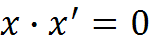 x · x′ = 0